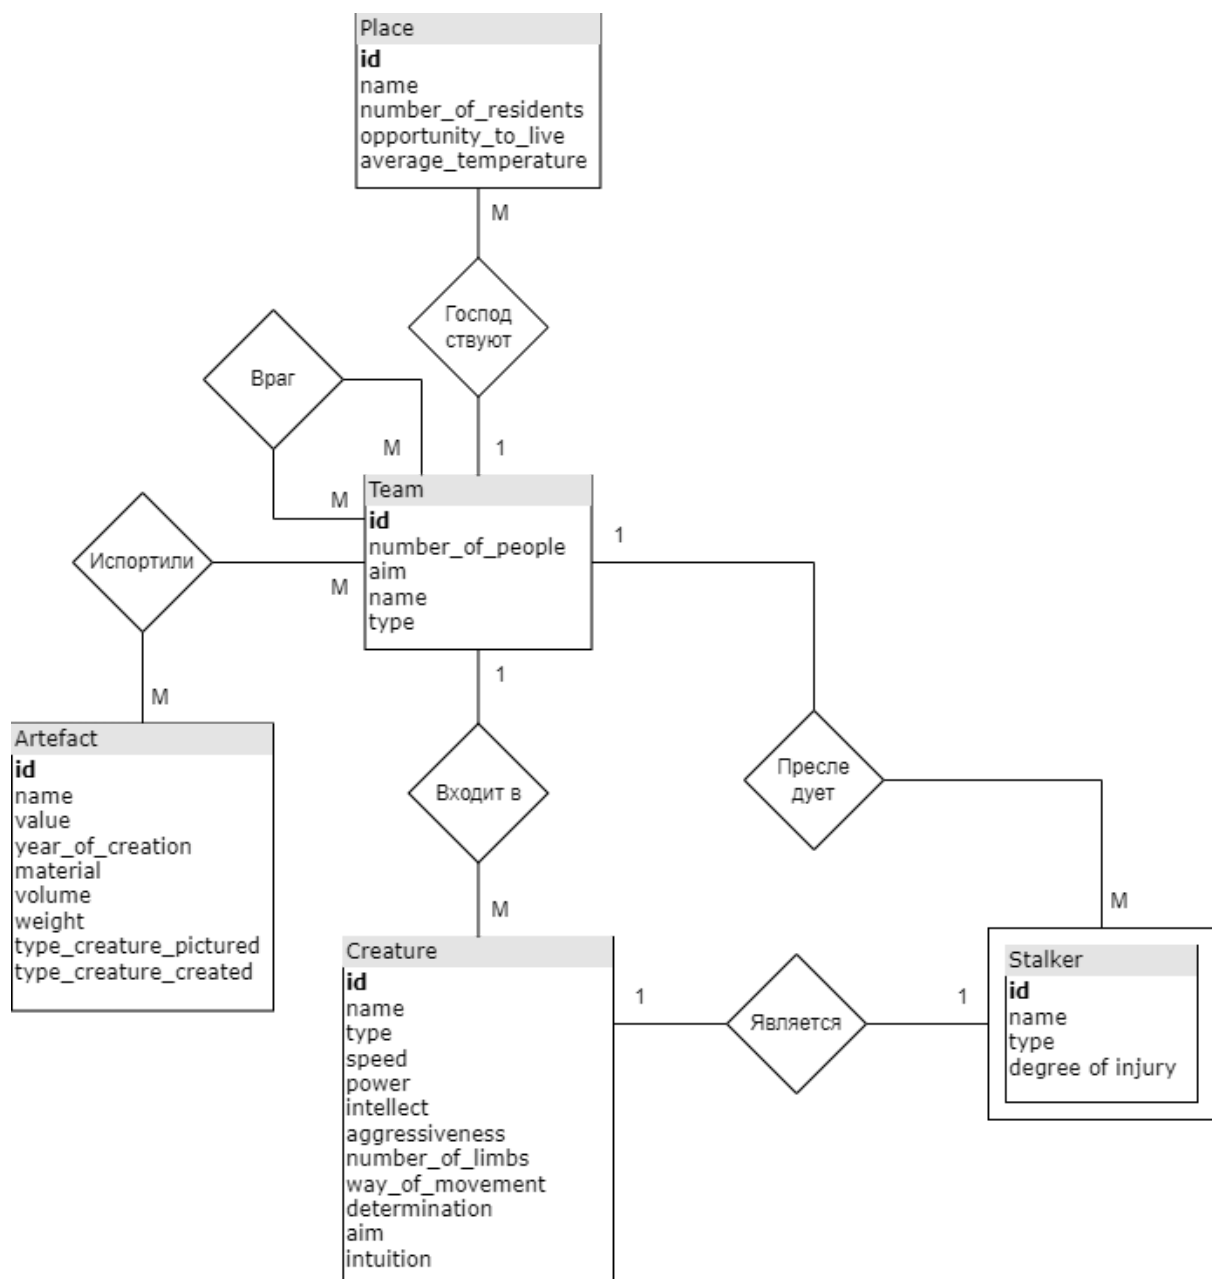 Place
id
name
number_of_residents
opportunity_to_live
average_temperature
M
Господ
ствуют
1
Враг
M
M
Team
id
number_of_people
aim
name
type
Испортили
M
M
1
1
Входит в
M
Пресле
дует
M
Artefact
id
name
value
year_of_creation
material
volume
weight
type_creature_pictured
type_creature_created
Creature
id
name
type
speed
power
intellect
aggressiveness
number_of_limbs
way_of_movement
determination
aim
intuition
1
Является
1
Stalker
id
name
type
degree of injury